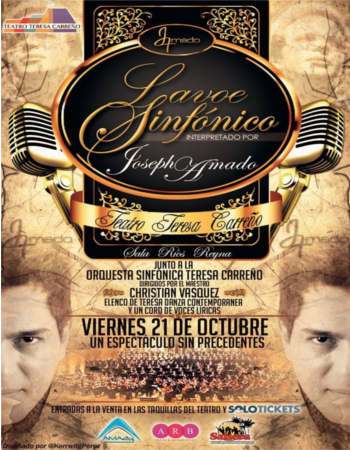 TEATRO TERESA CARREÑO
Amado
Lavoe
Sinfónico
INTERPRETADO POR
Joseph Amado
Teatro Teresa Carreño
Sala Ríos Reyna
JUNTO A LA
ORQUESTA SINFÓNICA TERESA CARREÑO
DIRIGIDOS POR EL MAESTRO
CHRISTIAN VASQUEZ
ELENCO DE TERESA DANZA CONTEMPORANEA
Y UN CORO DE VOCES LIRICAS
VIERNES 21 DE OCTUBRE
UN ESPECTACULO SIN PRECEDENTES
ENTRADAS A LA VENTA EN LAS TAQUILLAS DEL TEATRO Y SOLOTICKETS
ARB